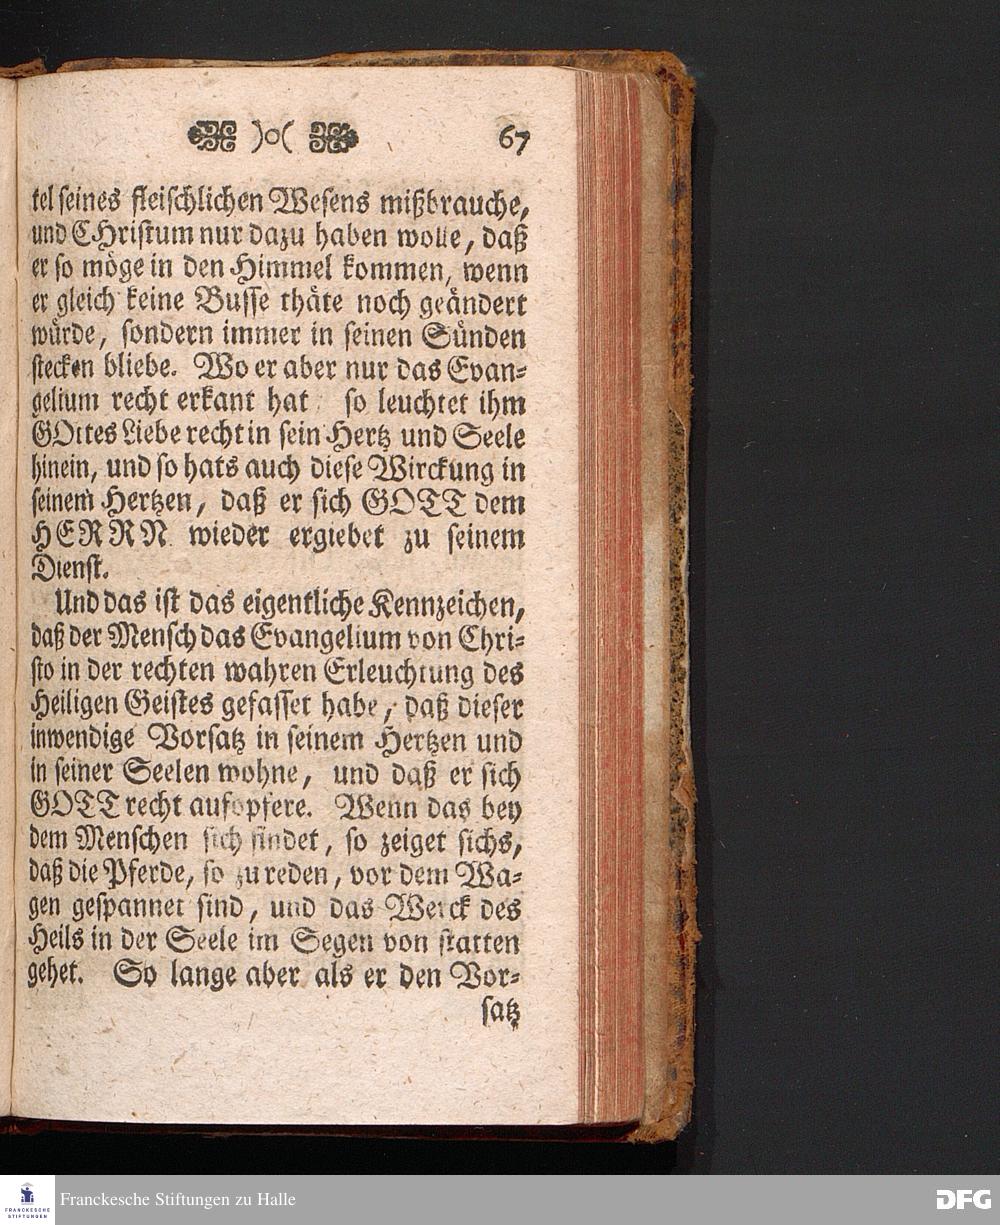 )o( 67
tel seines fleischlichen Wesens mißbrauche,
und CHristum nur dazu haben wolle, daß
er so möge in den Himmel kommen, wenn
er gleich keine Busse thäte noch geändert
würde, sondern immer in seinen Sünden
stecken bliebe. Wo er aber nur das Evan-
gelium recht erkant hat so leuchtet ihm
GOttes Liebe recht in sein Hertz und Seele
hinein, und so hats auch diese Wirckung in
seinem Hertzen, daß er sich GOTT dem
HERRN wieder ergiebet zu seinem
Dienst.
Und das ist das eigentliche Kennzeichen,
daß der Mensch das Evangelium von Chri-
sto in der rechten wahren Erleuchtung des
Heiligen Geistes gefasset habe, daß dieser
inwendige Vorsatz in seinem Hertzen und
in seiner Seelen wohne, und daß er sich
GOTT recht aufopfere. Wenn das bey
dem Menschen sich findet, so zeiget sichs,
daß die Pferde, so zu reden, vor dem Wa-
gen gespannet sind, und das Werck des
Heils in der Seele im Segen von statten
gehet. So lange aber als er den Vor-
satz
FRANCKESCHE STIFTUNGEN
Franckesche Stiftungen zu Halle
DFG